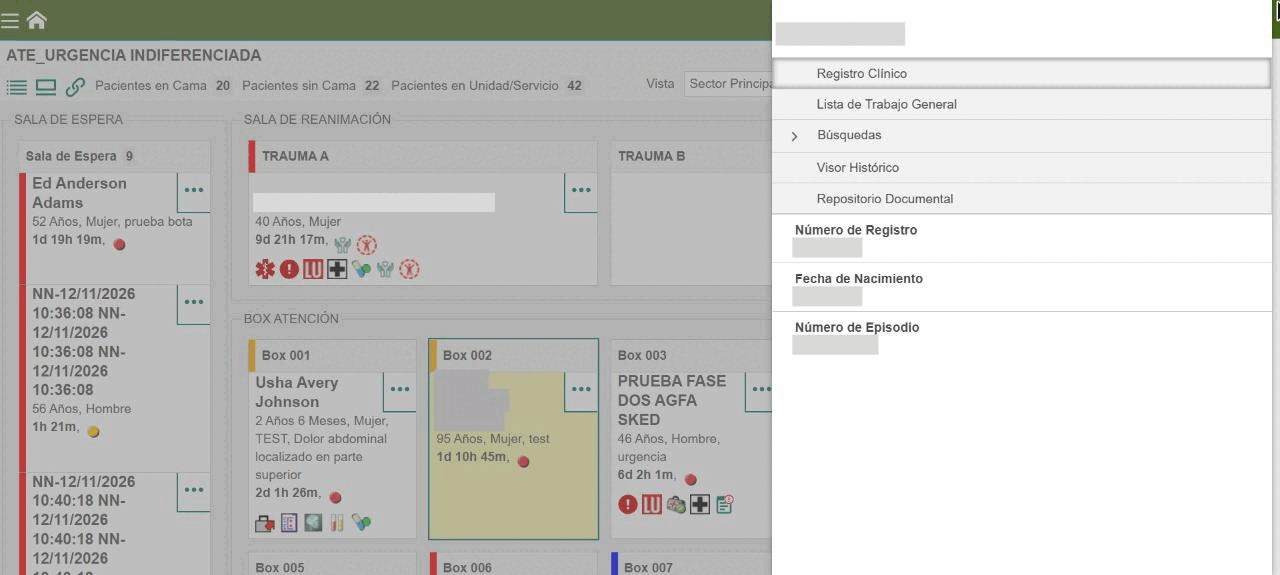 ATE_URGENCIA INDIFERENCIADA
Pacientes en Cama 20 Pacientes sin Cama 22 Pacientes en Unidad/Servicio 42
Vista Sector Principa
SALA DE ESPERA
Sala de Espera 9
Ed Anderson
Adams
52 Años, Mujer, prueba bota
1d 19h 19m,
NN-12/11/2026
10:36:08 NN-
12/11/2026
10:36:08 NN-
12/11/2026
10:36:08
56 Años, Hombre
1h 21m,
NN-12/11/2026
10:40:18 NN-
12/11/2026
10:40:18 NN-
12/11/2026
SALA DE REANIMACIÓN
TRAUMA A
40 Años, Mujer
9d 21h 17m,
TRAUMA B
BOX ATENCIÓN
Box 001
Usha Avery
Johnson
2 Años 6 Meses, Mujer,
TEST, Dolor abdominal
localizado en parte
superior
2d 1h 26m,
Box 002
95 Años, Mujer, test
1d 10h 45m,
Box 003
PRUEBA FASE
DOS AGFA
SKED
46 Años, Hombre,
urgencia
6d 2h 1m,
Box 005
Box 006
Box 007
Registro Clínico
Lista de Trabajo General
Búsquedas
Visor Histórico
Repositorio Documental
Número de Registro
Fecha de Nacimiento
Número de Episodio